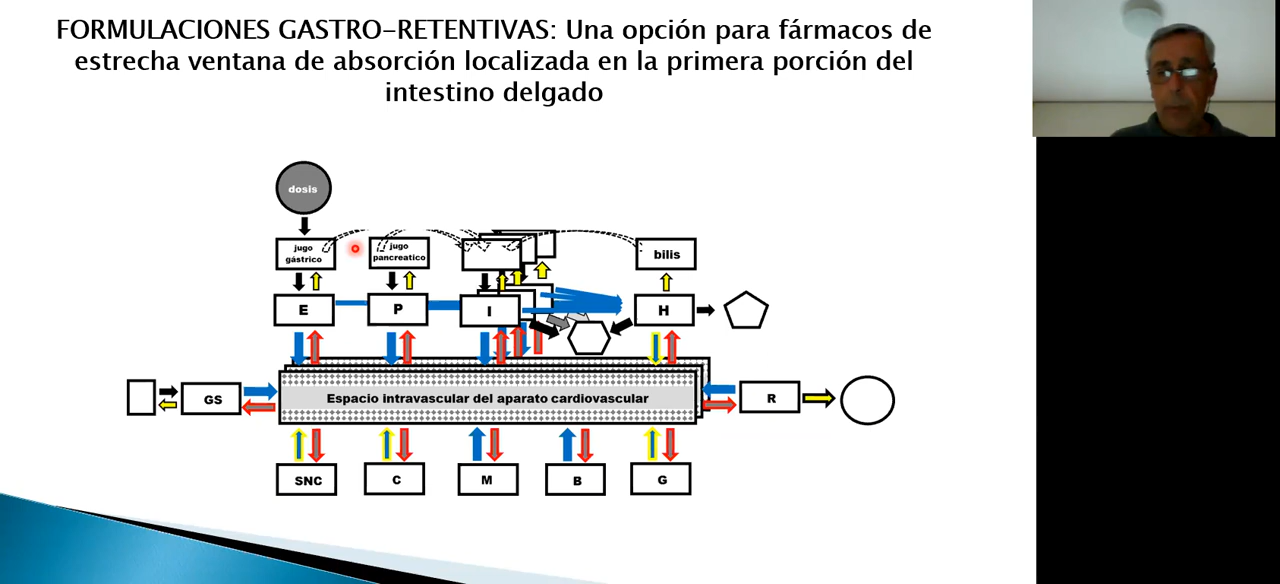 FORMULACIONES GASTRO-RETENTIVAS: Una opción para fármacos de
estrecha ventana de absorción localizada en la primera porción del
intestino delgado
dosis
jugo
gástrico
jugo
pancreatico
bilis
E
P
I
H
GS
Espacio intravascular del aparato cardiovascular
R
SNC
C
M
B
G